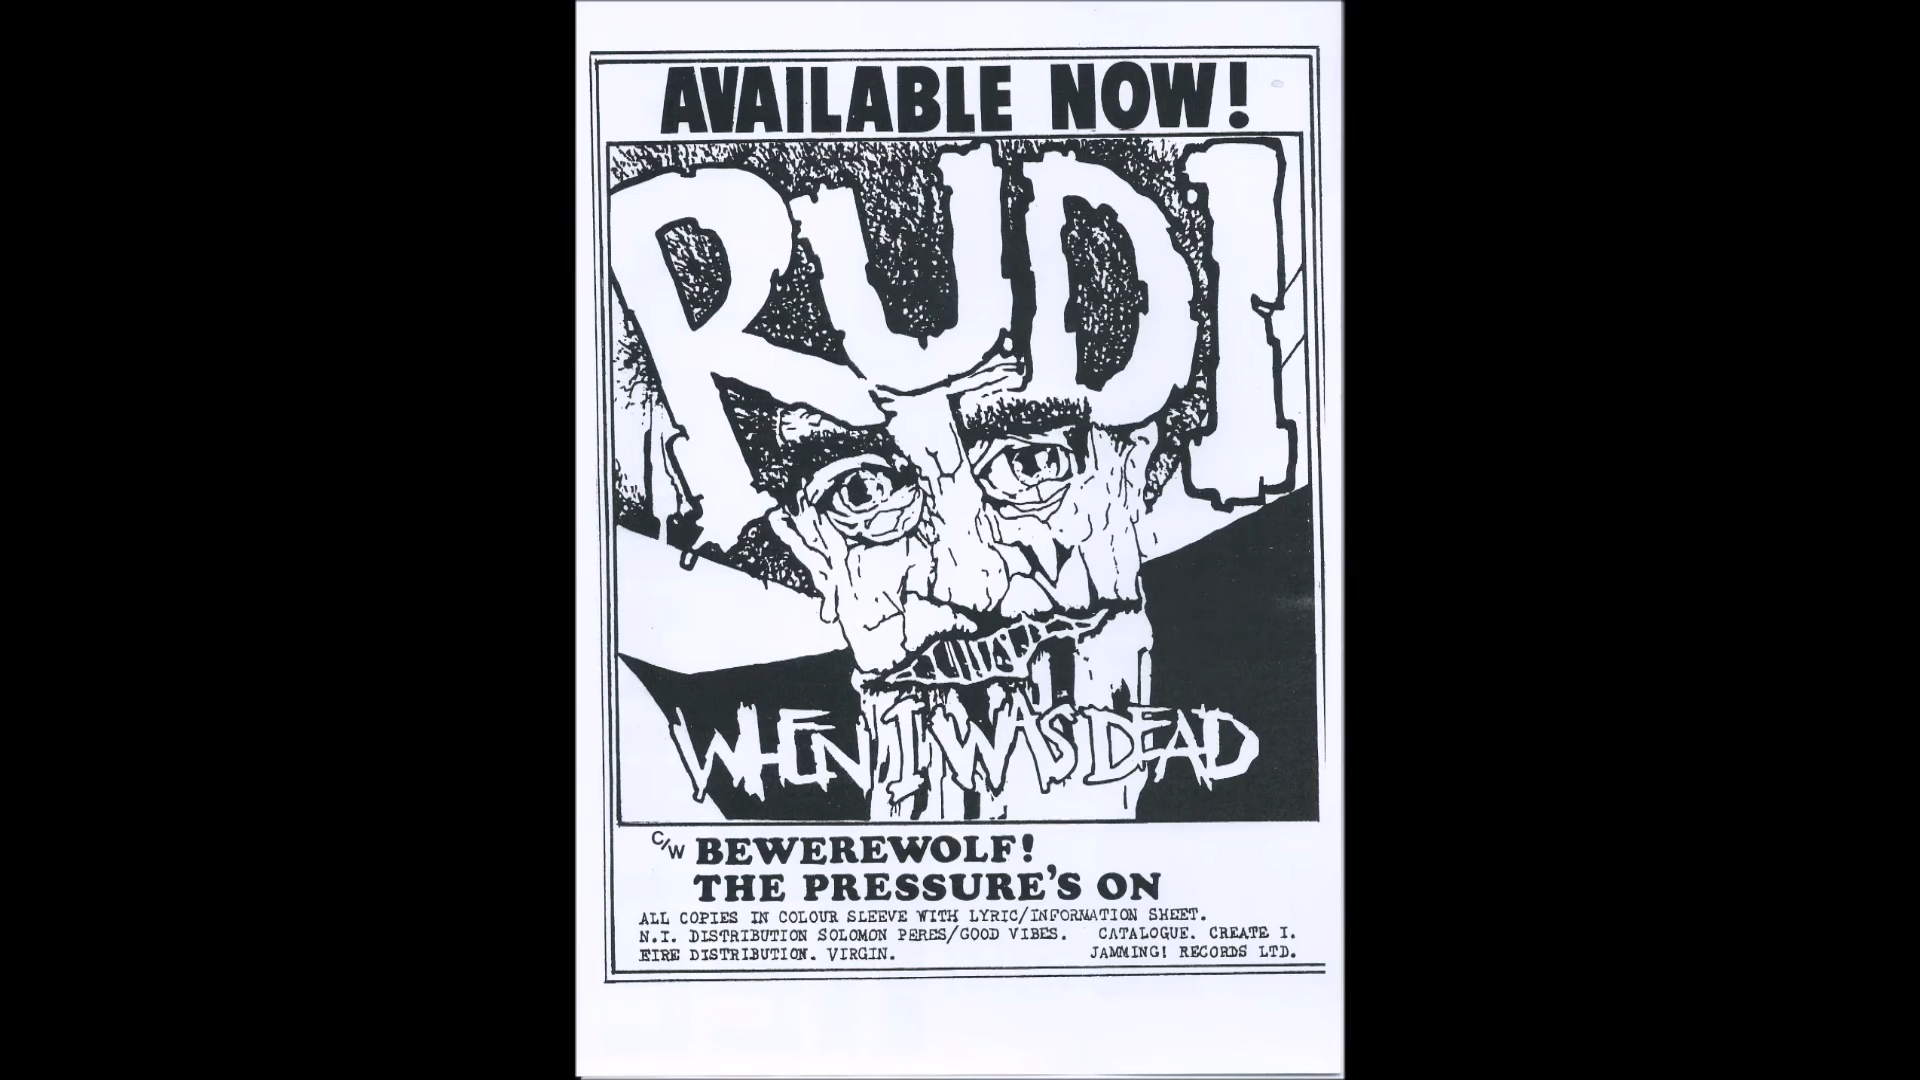 AVAILABLE NOW!
RUDI
WHEN I WAS DEAD
C/W BEWEREWOLF!
THE PRESSURE'S ON
ALL COPIES IN COLOUR SLEEVE WITH LYRIC/INFORMATION SHEET.
N.I. DISTRIBUTION SOLOMON PERES/GOOD VIBES. CATALOGUE. CREATE I.
EIRE DISTRIBUTION. VIRGIN. JAMMING! RECORDS LTD.